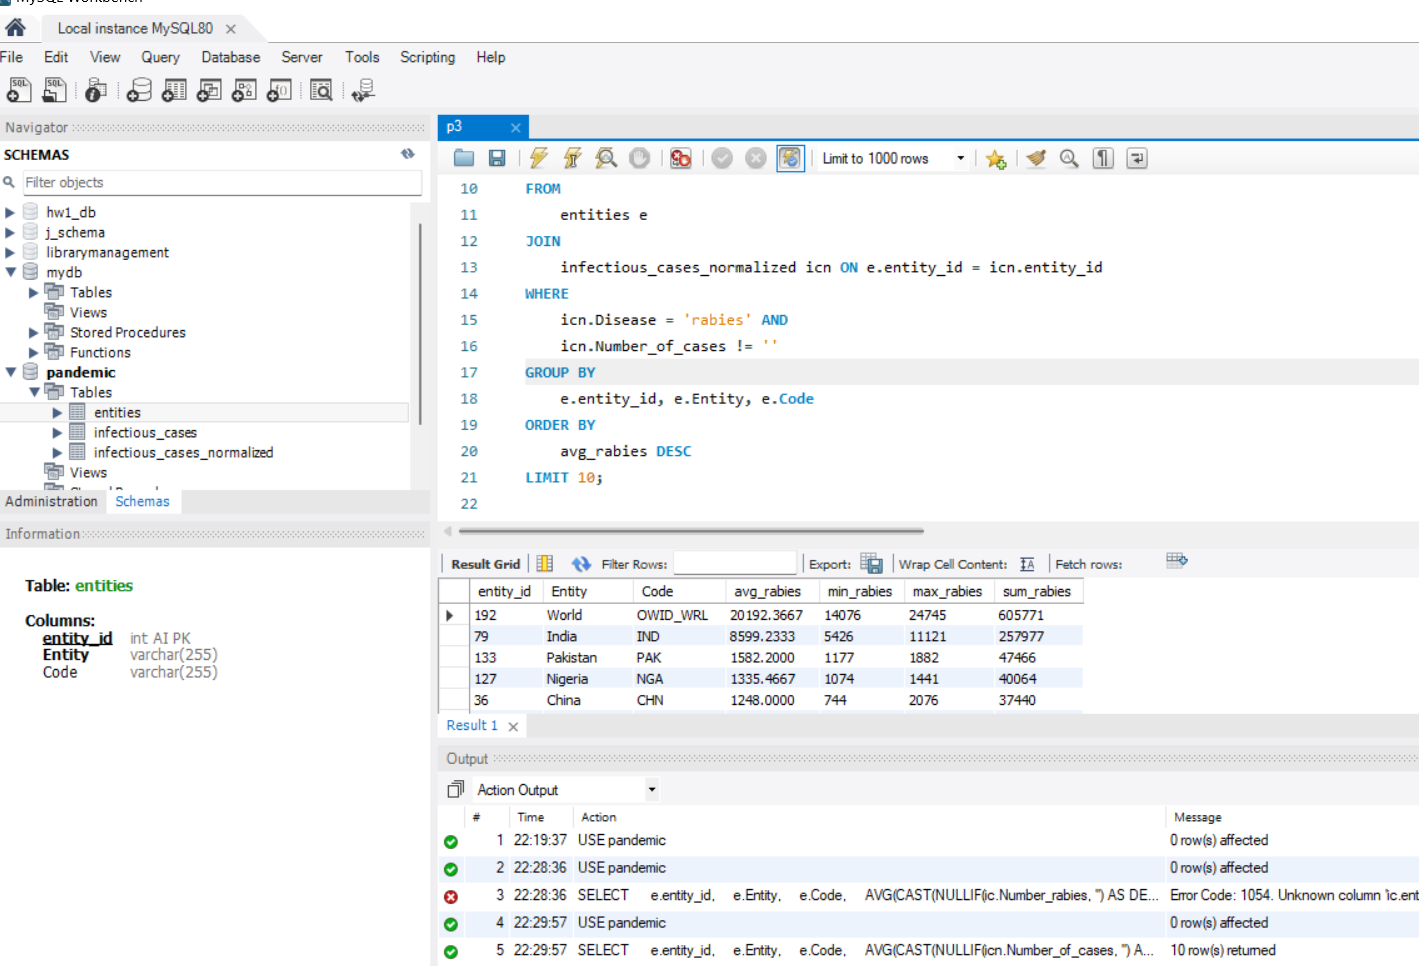 MySQL Workbench
Local instance MySQL80
File Edit View Query Database Server Tools Scripting Help
Navigator
SCHEMAS
Filter objects
hw1_db
j_schema
librarymanagement
mydb
Tables
Views
Stored Procedures
Functions
pandemic
Tables
entities
infectious_cases
infectious_cases_normalized
Views
Administration Schemas
Information
Table: entities
Columns:
entity_id int AI PK
Entity varchar(255)
Code varchar(255)
p3
Limit to 1000 rows
10 FROM
11 entities e
12 JOIN
13 infectious_cases_normalized icn ON e.entity_id = icn.entity_id
14 WHERE
15 icn.Disease = 'rabies' AND
16 icn.Number_of_cases != ''
17 GROUP BY
18 e.entity_id, e.Entity, e.Code
19 ORDER BY
20 avg_rabies DESC
21 LIMIT 10;
22
Result Grid Filter Rows: Export: Wrap Cell Content: Fetch rows:
entity_id Entity Code avg_rabies min_rabies max_rabies sum_rabies
192 World OWID_WRL 20192.3667 14076 24745 605771
79 India IND 8599.2333 5426 11121 257977
133 Pakistan PAK 1582.2000 1177 1882 47466
127 Nigeria NGA 1335.4667 1074 1441 40064
36 China CHN 1248.0000 744 2076 37440
Result 1
Output
Action Output
# Time Action Message
1 22:19:37 USE pandemic 0 row(s) affected
2 22:28:36 USE pandemic 0 row(s) affected
3 22:28:36 SELECT e.entity_id, e.Entity, e.Code, AVG(CAST(NULLIF(ic.Number_rabies, '') AS DE... Error Code: 1054. Unknown column 'ic.ent
4 22:29:57 USE pandemic 0 row(s) affected
5 22:29:57 SELECT e.entity_id, e.Entity, e.Code, AVG(CAST(NULLIF(icn.Number_of_cases, '') A... 10 row(s) returned